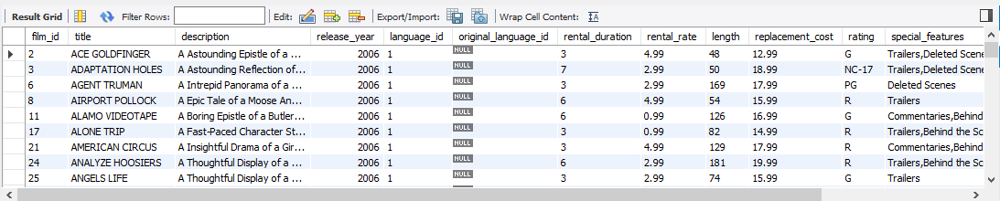 Result Grid Filter Rows: Edit: Export/Import: Wrap Cell Content: IA
film_id title description release_year language_id original_language_id rental_duration rental_rate length replacement_cost rating special_features
2 ACE GOLDFINGER A Astounding Epistle of a ... 2006 1 NULL 3 4.99 48 12.99 G Trailers,Deleted Scene
3 ADAPTATION HOLES A Astounding Reflection of... 2006 1 NULL 7 2.99 50 18.99 NC-17 Trailers,Deleted Scene
6 AGENT TRUMAN A Intrepid Panorama of a ... 2006 1 NULL 3 2.99 169 17.99 PG Deleted Scenes
8 AIRPORT POLLOCK A Epic Tale of a Moose An... 2006 1 NULL 6 4.99 54 15.99 R Trailers
11 ALAMO VIDEOTAPE A Boring Epistle of a Butler... 2006 1 NULL 6 0.99 126 16.99 G Commentaries,Behind
17 ALONE TRIP A Fast-Paced Character St... 2006 1 NULL 3 0.99 82 14.99 R Trailers,Behind the Sc
21 AMERICAN CIRCUS A Insightful Drama of a Gir... 2006 1 NULL 3 4.99 129 17.99 R Commentaries,Behind
24 ANALYZE HOOSIERS A Thoughtful Display of a ... 2006 1 NULL 6 2.99 181 19.99 R Trailers,Behind the Sc
25 ANGELS LIFE A Thoughtful Display of a ... 2006 1 NULL 3 2.99 74 15.99 G Trailers